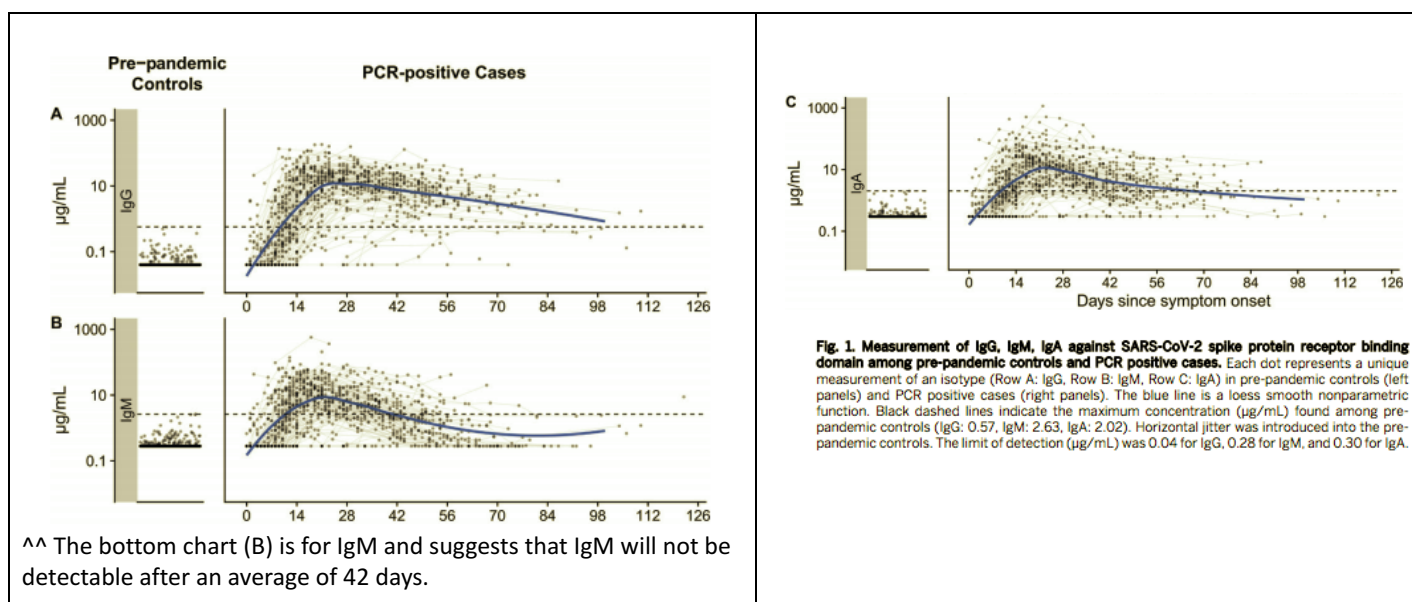 Pre-pandemic
Controls
PCR-positive Cases
A
1000
10
0.1
µg/mL
IgG
0 14 28 42 56 70 84 98 112 126
B
1000
10
0.1
µg/mL
IgM
0 14 28 42 56 70 84 98 112 126
^^ The bottom chart (B) is for IgM and suggests that IgM will not be
detectable after an average of 42 days.
C
1000
10
0.1
µg/mL
IgA
0 14 28 42 56 70 84 98 112 126
Days since symptom onset
Fig. 1. Measurement of IgG, IgM, IgA against SARS-CoV-2 spike protein receptor binding
domain among pre-pandemic controls and PCR positive cases. Each dot represents a unique
measurement of an isotype (Row A: IgG, Row B: IgM, Row C: IgA) in pre-pandemic controls (left
panels) and PCR positive cases (right panels). The blue line is a loess smooth nonparametric
function. Black dashed lines indicate the maximum concentration (µg/mL) found among pre-
pandemic controls (IgG: 0.57, IgM: 2.63, IgA: 2.02). Horizontal jitter was introduced into the pre-
pandemic controls. The limit of detection (µg/mL) was 0.04 for IgG, 0.28 for IgM, and 0.30 for IgA.